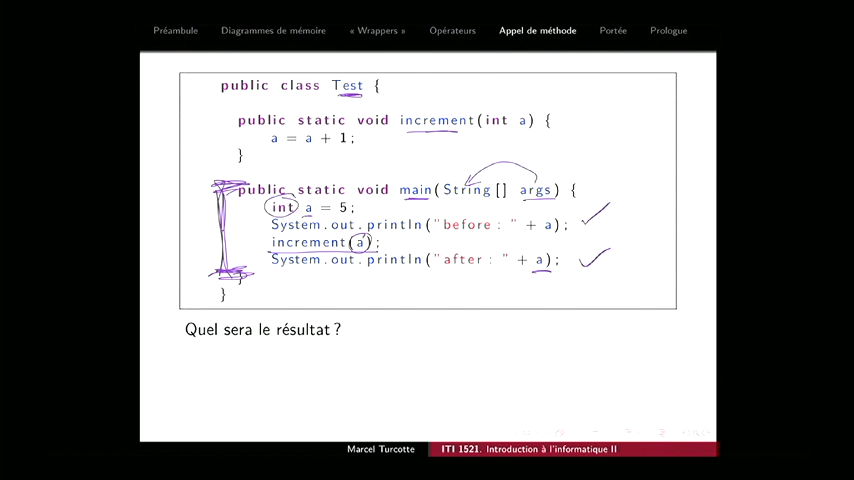 Préambule Diagrammes de mémoire « Wrappers » Opérateurs Appel de méthode Portée Prologue
public class Test {
public static void increment(int a) {
a = a + 1;
}
public static void main(String[] args) {
int a = 5;
System.out.println("before : " + a);
increment(a);
System.out.println("after : " + a);
}
}
Quel sera le résultat ?
Marcel Turcotte ITI 1521. Introduction à l'informatique II